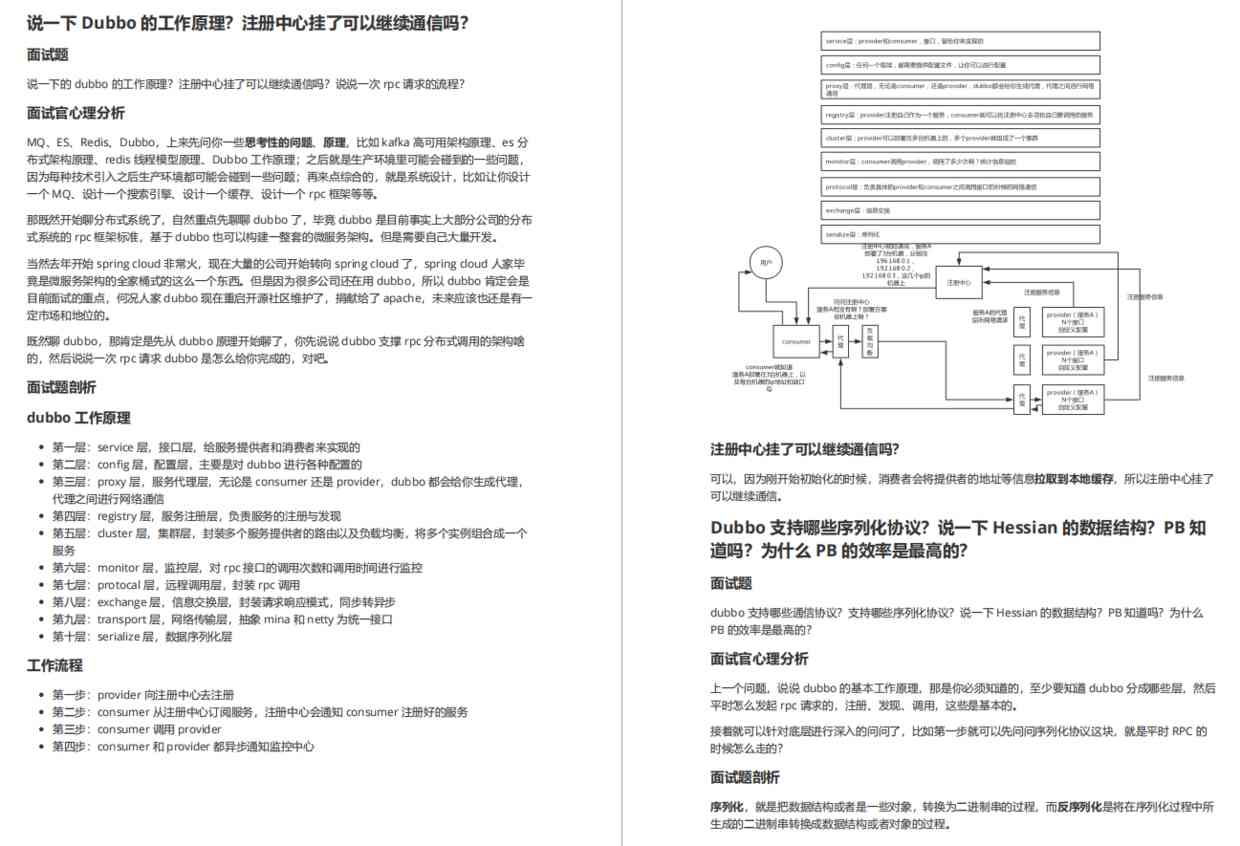 说一下 Dubbo 的工作原理？注册中心挂了可以继续通信吗？
面试题
说一下的 dubbo 的工作原理？注册中心挂了可以继续通信吗？说说一次 rpc 请求的流程？
面试官心理分析
MQ、ES、Redis、Dubbo，上来先问你一些思考性的问题、原理，比如 kafka 高可用架构原理、es 分
布式架构原理、redis 线程模型原理、Dubbo 工作原理；之后就是生产环境里可能会碰到的一些问题，
因为每种技术引入之后生产环境都可能会碰到一些问题；再来点综合的，就是系统设计，比如让你设计
一个 MQ、设计一个搜索引擎、设计一个缓存、设计一个 rpc 框架等等。
那既然开始聊分布式系统了，自然重点先聊聊 dubbo 了，毕竟 dubbo 是目前事实上大部分公司的分布
式系统的 rpc 框架标准，基于 dubbo 也可以构建一整套的微服务架构。但是需要自己大量开发。
当然去年开始 spring cloud 非常火，现在大量的公司开始转向 spring cloud 了，spring cloud 人家毕
竟是微服务架构的全家桶式的这么一个东西。但是因为很多公司还在用 dubbo，所以 dubbo 肯定会是
目前面试的重点，何况人家 dubbo 现在重启开源社区维护了，捐献给了 apache，未来应该也还是有一
定市场和地位的。
既然聊 dubbo，那肯定是先从 dubbo 原理开始聊了，你先说说 dubbo 支撑 rpc 分布式调用的架构啥
的，然后说说一次 rpc 请求 dubbo 是怎么给你完成的，对吧。
面试题剖析
dubbo 工作原理
第一层：service 层，接口层，给服务提供者和消费者来实现的
第二层：config 层，配置层，主要是对 dubbo 进行各种配置的
第三层：proxy 层，服务代理层，无论是 consumer 还是 provider，dubbo 都会给你生成代理，
代理之间进行网络通信
第四层：registry 层，服务注册层，负责服务的注册与发现
第五层：cluster 层，集群层，封装多个服务提供者的路由以及负载均衡，将多个实例组合成一个
服务
第六层：monitor 层，监控层，对 rpc 接口的调用次数和调用时间进行监控
第七层：protocal 层，远程调用层，封装 rpc 调用
第八层：exchange 层，信息交换层，封装请求响应模式，同步转异步
第九层：transport 层，网络传输层，抽象 mina 和 netty 为统一接口
第十层：serialize 层，数据序列化层
工作流程
第一步：provider 向注册中心去注册
第二步：consumer 从注册中心订阅服务，注册中心会通知 consumer 注册好的服务
第三步：consumer 调用 provider
第四步：consumer 和 provider 都异步通知监控中心
service层：provider和consumer，接口，留给你来实现的
config层：任何一个框架，都需要提供配置文件，让你可以进行配置
proxy层：代理层，无论是consumer，还是provider，dubbo都会给你生成代理，代理之间进行网络
通信
registry层：provider注册自己作为一个服务，consumer就可以找注册中心去寻找自己要调用的服务
cluster层：provider可以部署在多台机器上的，多个provider就组成了一个集群
monitor层：consumer调用provider，调用了多少次啊？统计信息监控
protocol层：负责具体的provider和consumer之间调用接口的时候的网络通信
exchange层：信息交换
serialize层：序列化
注册中心就知道说，服务A
部署了3台机器，比如在
196.168.0.1，
192.168.0.2，
192.168.0.3，这几个ip的
机器上
用户
注册中心
注册服务信息
注册服务信息
问问注册中心
服务A有没有啊？部署在哪
些机器上啊？
服务A的代理
监听网络请求
代理
provider（服务A）
N个接口
自定义配置
consumer
代理
负载均衡
代理
provider（服务A）
N个接口
自定义配置
consumer就知道
服务A部署在3台机器上，以
及每台机器的ip地址和端口
号
注册服务信息
代理
provider（服务A）
N个接口
自定义配置
注册中心挂了可以继续通信吗？
可以，因为刚开始初始化的时候，消费者会将提供者的地址等信息拉取到本地缓存，所以注册中心挂了
可以继续通信。
Dubbo 支持哪些序列化协议？说一下 Hessian 的数据结构？PB 知
道吗？为什么 PB 的效率是最高的？
面试题
dubbo 支持哪些通信协议？支持哪些序列化协议？说一下 Hessian 的数据结构？PB 知道吗？为什么
PB 的效率是最高的？
面试官心理分析
上一个问题，说说 dubbo 的基本工作原理，那是你必须知道的，至少要知道 dubbo 分成哪些层，然后
平时怎么发起 rpc 请求的，注册、发现、调用，这些是基本的。
接着就可以针对底层进行深入的问问了，比如第一步就可以先问问序列化协议这块，就是平时 RPC 的
时候怎么走的？
面试题剖析
序列化，就是把数据结构或者是一些对象，转换为二进制串的过程，而反序列化是将在序列化过程中所
生成的二进制串转换成数据结构或者对象的过程。